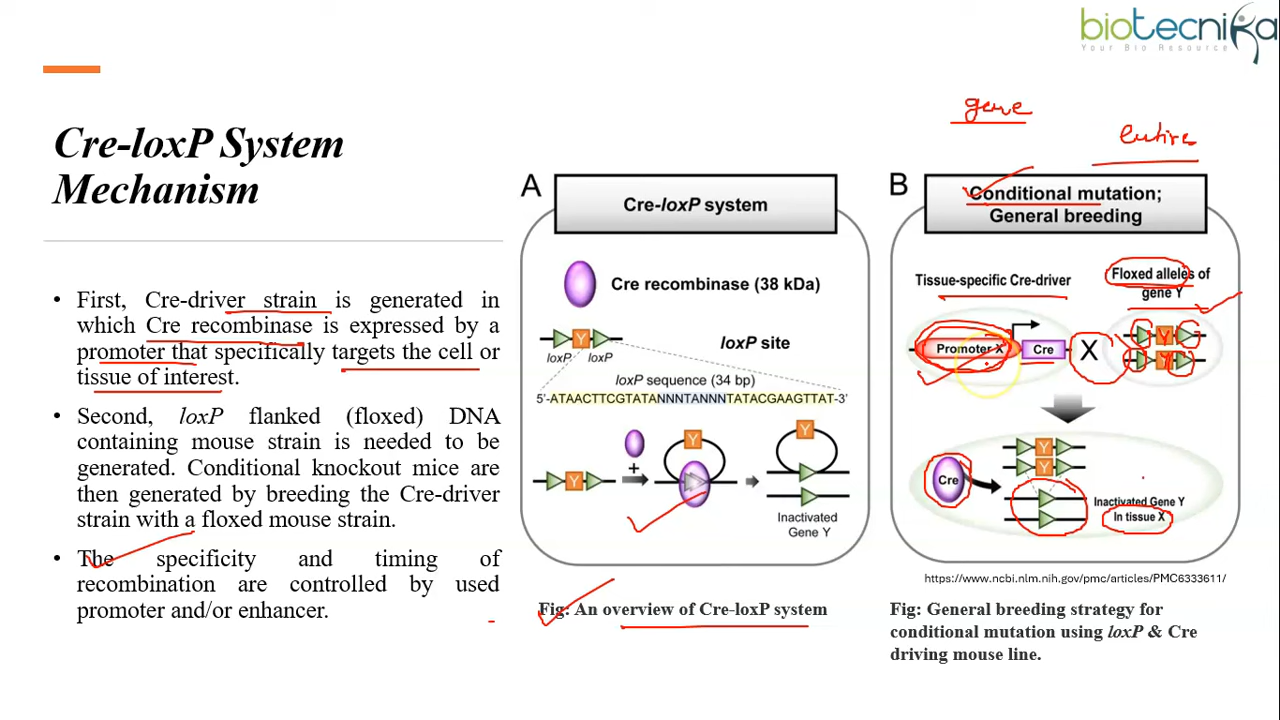 biotecnika
Your Bio Resource
gene
entire
Cre-loxP System
Mechanism
• First, Cre-driver strain is generated in
which Cre recombinase is expressed by a
promoter that specifically targets the cell or
tissue of interest.
• Second, loxP flanked (floxed) DNA
containing mouse strain is needed to be
generated. Conditional knockout mice are
then generated by breeding the Cre-driver
strain with a floxed mouse strain.
• The specificity and timing of
recombination are controlled by used
promoter and/or enhancer.
A
Cre-loxP system
Cre recombinase (38 kDa)
Y
loxP loxP
loxP site
loxP sequence (34 bp)
5'-ATAACTTCGTATANNNTANNNTATACGAAGTTAT-3'
Y
+
Y
Y
Inactivated
Gene Y
Fig: An overview of Cre-loxP system
B
Conditional mutation;
General breeding
Tissue-specific Cre-driver
Floxed alleles of
gene Y
Promoter X
Cre
X
Y
Y
Cre
Y
Y
Inactivated Gene Y
In tissue X
https://www.ncbi.nlm.nih.gov/pmc/articles/PMC6333611/
Fig: General breeding strategy for
conditional mutation using loxP & Cre
driving mouse line.